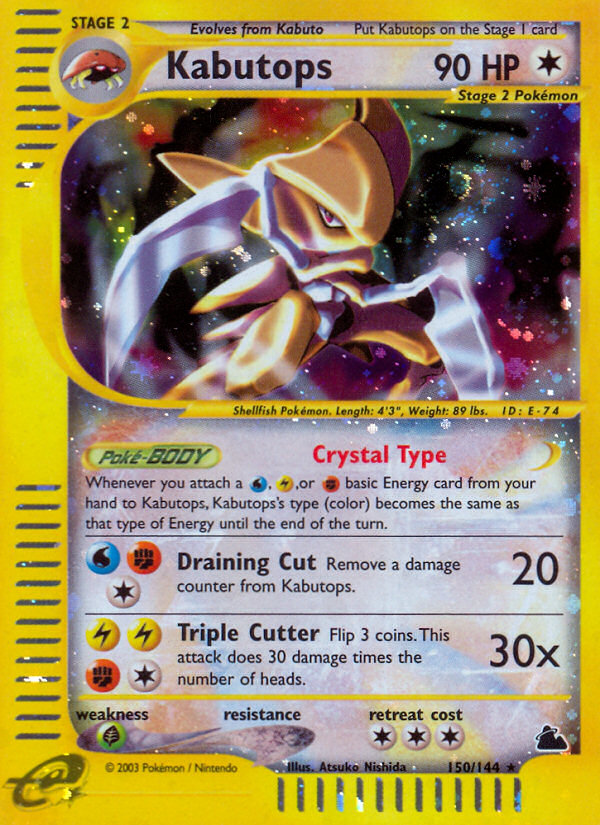 STAGE 2
Evolves from Kabuto Put Kabutops on the Stage 1 card
Kabutops 90 HP
Stage 2 Pokémon
Shellfish Pokémon. Length: 4'3", Weight: 89 lbs. ID: E-74
Poké-BODY Crystal Type
Whenever you attach a , , or basic Energy card from your
hand to Kabutops, Kabutops's type (color) becomes the same as
that type of Energy until the end of the turn.
Draining Cut Remove a damage 20
counter from Kabutops.
Triple Cutter Flip 3 coins. This 30x
attack does 30 damage times the
number of heads.
weakness resistance retreat cost
© 2003 Pokémon / Nintendo Illus. Atsuko Nishida 150/144 ★
e